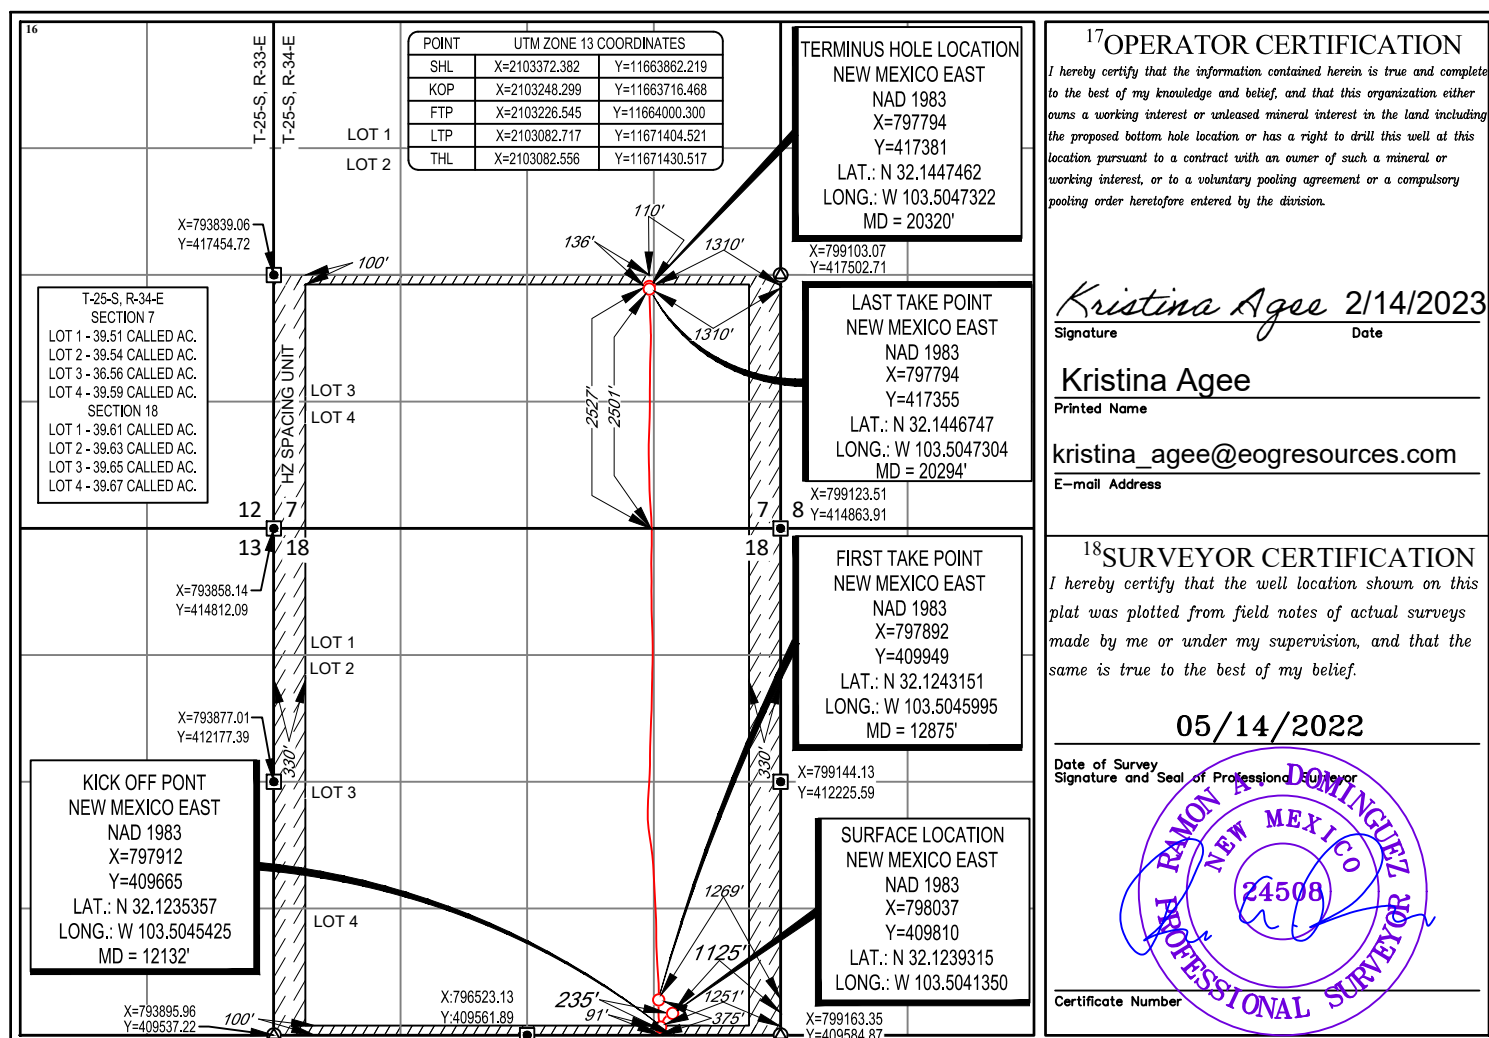 16
T-25-S, R-33-E
T-25-S, R-34-E
POINT UTM ZONE 13 COORDINATES
SHL X=2103372.382 Y=11663862.219
KOP X=2103248.299 Y=11663716.468
FTP X=2103226.545 Y=11664000.300
LTP X=2103082.717 Y=11671404.521
THL X=2103082.556 Y=11671430.517
LOT 1
LOT 2
TERMINUS HOLE LOCATION
NEW MEXICO EAST
NAD 1983
X=797794
Y=417381
LAT.: N 32.1447462
LONG.: W 103.5047322
MD = 20320'
X=793839.06
Y=417454.72
100'
136'
110'
1310'
X=799103.07
Y=417502.71
T-25-S, R-34-E
SECTION 7
LOT 1 - 39.51 CALLED AC.
LOT 2 - 39.54 CALLED AC.
LOT 3 - 36.56 CALLED AC.
LOT 4 - 39.59 CALLED AC.
SECTION 18
LOT 1 - 39.61 CALLED AC.
LOT 2 - 39.63 CALLED AC.
LOT 3 - 39.65 CALLED AC.
LOT 4 - 39.67 CALLED AC.
HZ SPACING UNIT
LOT 3
LOT 4
2527'
2501'
1310'
LAST TAKE POINT
NEW MEXICO EAST
NAD 1983
X=797794
Y=417355
LAT.: N 32.1446747
LONG.: W 103.5047304
MD = 20294'
X=799123.51
Y=414863.91
12 7
13 18
7 8
18
X=793858.14
Y=414812.09
LOT 1
LOT 2
FIRST TAKE POINT
NEW MEXICO EAST
NAD 1983
X=797892
Y=409949
LAT.: N 32.1243151
LONG.: W 103.5045995
MD = 12875'
X=793877.01
Y=412177.39
330'
330'
X=799144.13
Y=412225.59
LOT 3
LOT 4
KICK OFF PONT
NEW MEXICO EAST
NAD 1983
X=797912
Y=409665
LAT.: N 32.1235357
LONG.: W 103.5045425
MD = 12132'
SURFACE LOCATION
NEW MEXICO EAST
NAD 1983
X=798037
Y=409810
LAT.: N 32.1239315
LONG.: W 103.5041350
1269'
1125'
1251'
375'
235'
91'
X=793895.96
Y=409537.22
100'
X:796523.13
Y:409561.89
X=799163.35
Y=409584.87
17OPERATOR CERTIFICATION
I hereby certify that the information contained herein is true and complete
to the best of my knowledge and belief, and that this organization either
owns a working interest or unleased mineral interest in the land including
the proposed bottom hole location or has a right to drill this well at this
location pursuant to a contract with an owner of such a mineral or
working interest, or to a voluntary pooling agreement or a compulsory
pooling order heretofore entered by the division.
Kristina Agee 2/14/2023
Signature Date
Kristina Agee
Printed Name
kristina_agee@eogresources.com
E-mail Address
18SURVEYOR CERTIFICATION
I hereby certify that the well location shown on this
plat was plotted from field notes of actual surveys
made by me or under my supervision, and that the
same is true to the best of my belief.
05/14/2022
Date of Survey
Signature and Seal of Professional Surveyor
RAMON A. DOMINGUEZ
NEW MEXICO
24508
PROFESSIONAL SURVEYOR
Certificate Number